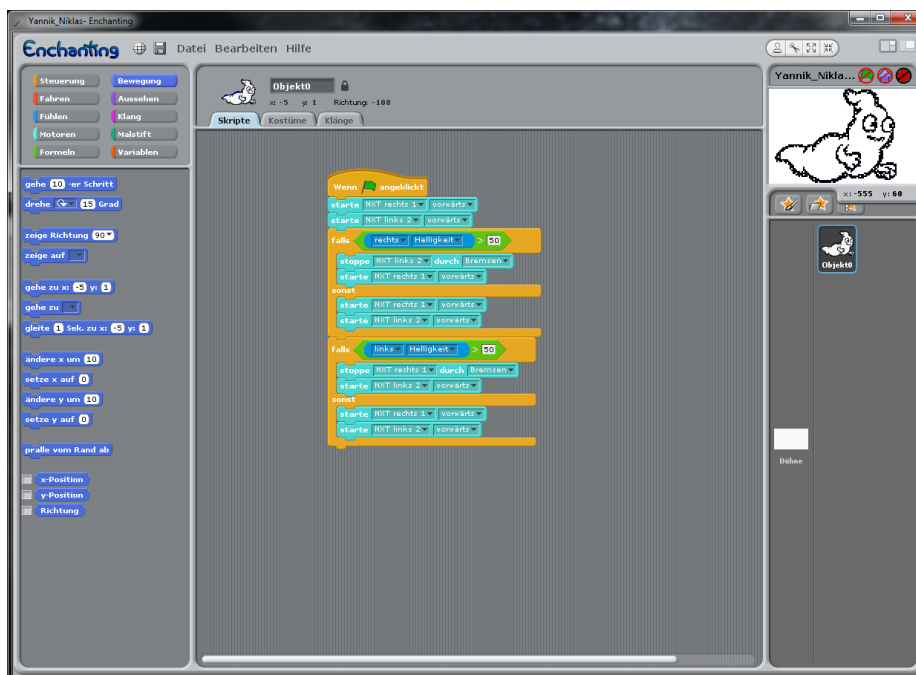 Yannik_Niklas- Enchanting
Enchanting Datei Bearbeiten Hilfe
Steuerung Bewegung
Fahren Aussehen
Fühlen Klang
Motoren Malstift
Formeln Variablen
gehe 10 -er Schritt
drehe 15 Grad
zeige Richtung 90
zeige auf
gehe zu x: -5 y: 1
gehe zu
gleite 1 Sek. zu x: -5 y: 1
ändere x um 10
setze x auf 0
ändere y um 10
setze y auf 0
pralle vom Rand ab
x-Position
y-Position
Richtung
Objekt0
x: -5 y: 1 Richtung -108
Skripte Kostüme Klänge
Wenn angeklickt
starte NXT rechts 1 vorwärts
starte NXT links 2 vorwärts
falls rechts Helligkeit > 50
stoppe NXT links 2 durch Bremsen
starte NXT rechts 1 vorwärts
sonst
starte NXT rechts 1 vorwärts
starte NXT links 2 vorwärts
falls links Helligkeit > 50
stoppe NXT rechts 1 durch Bremsen
starte NXT links 2 vorwärts
sonst
starte NXT rechts 1 vorwärts
starte NXT links 2 vorwärts
Yannik_Nikla...
x: -555 y: 60
Objekt0
Bühne